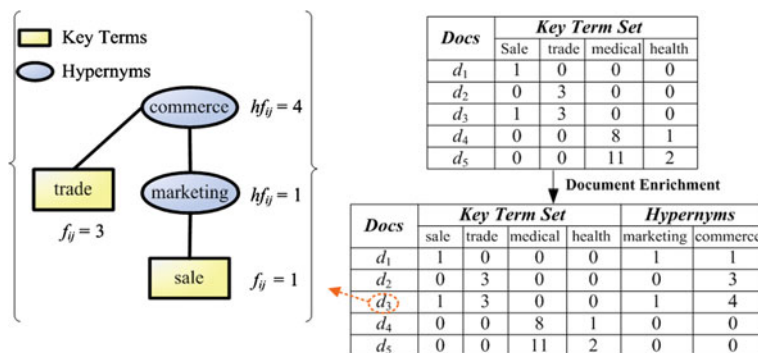 Key Terms
Hypernyms
commerce hf_ij = 4
trade
marketing hf_ij = 1
f_ij = 3
sale f_ij = 1
Docs Key Term Set
Sale trade medical health
d1 1 0 0 0
d2 0 3 0 0
d3 1 3 0 0
d4 0 0 8 1
d5 0 0 11 2
Document Enrichment
Docs Key Term Set Hypernyms
sale trade medical health marketing commerce
d1 1 0 0 0 1 1
d2 0 3 0 0 0 3
d3 1 3 0 0 1 4
d4 0 0 8 1 0 0
d5 0 0 11 2 0 0